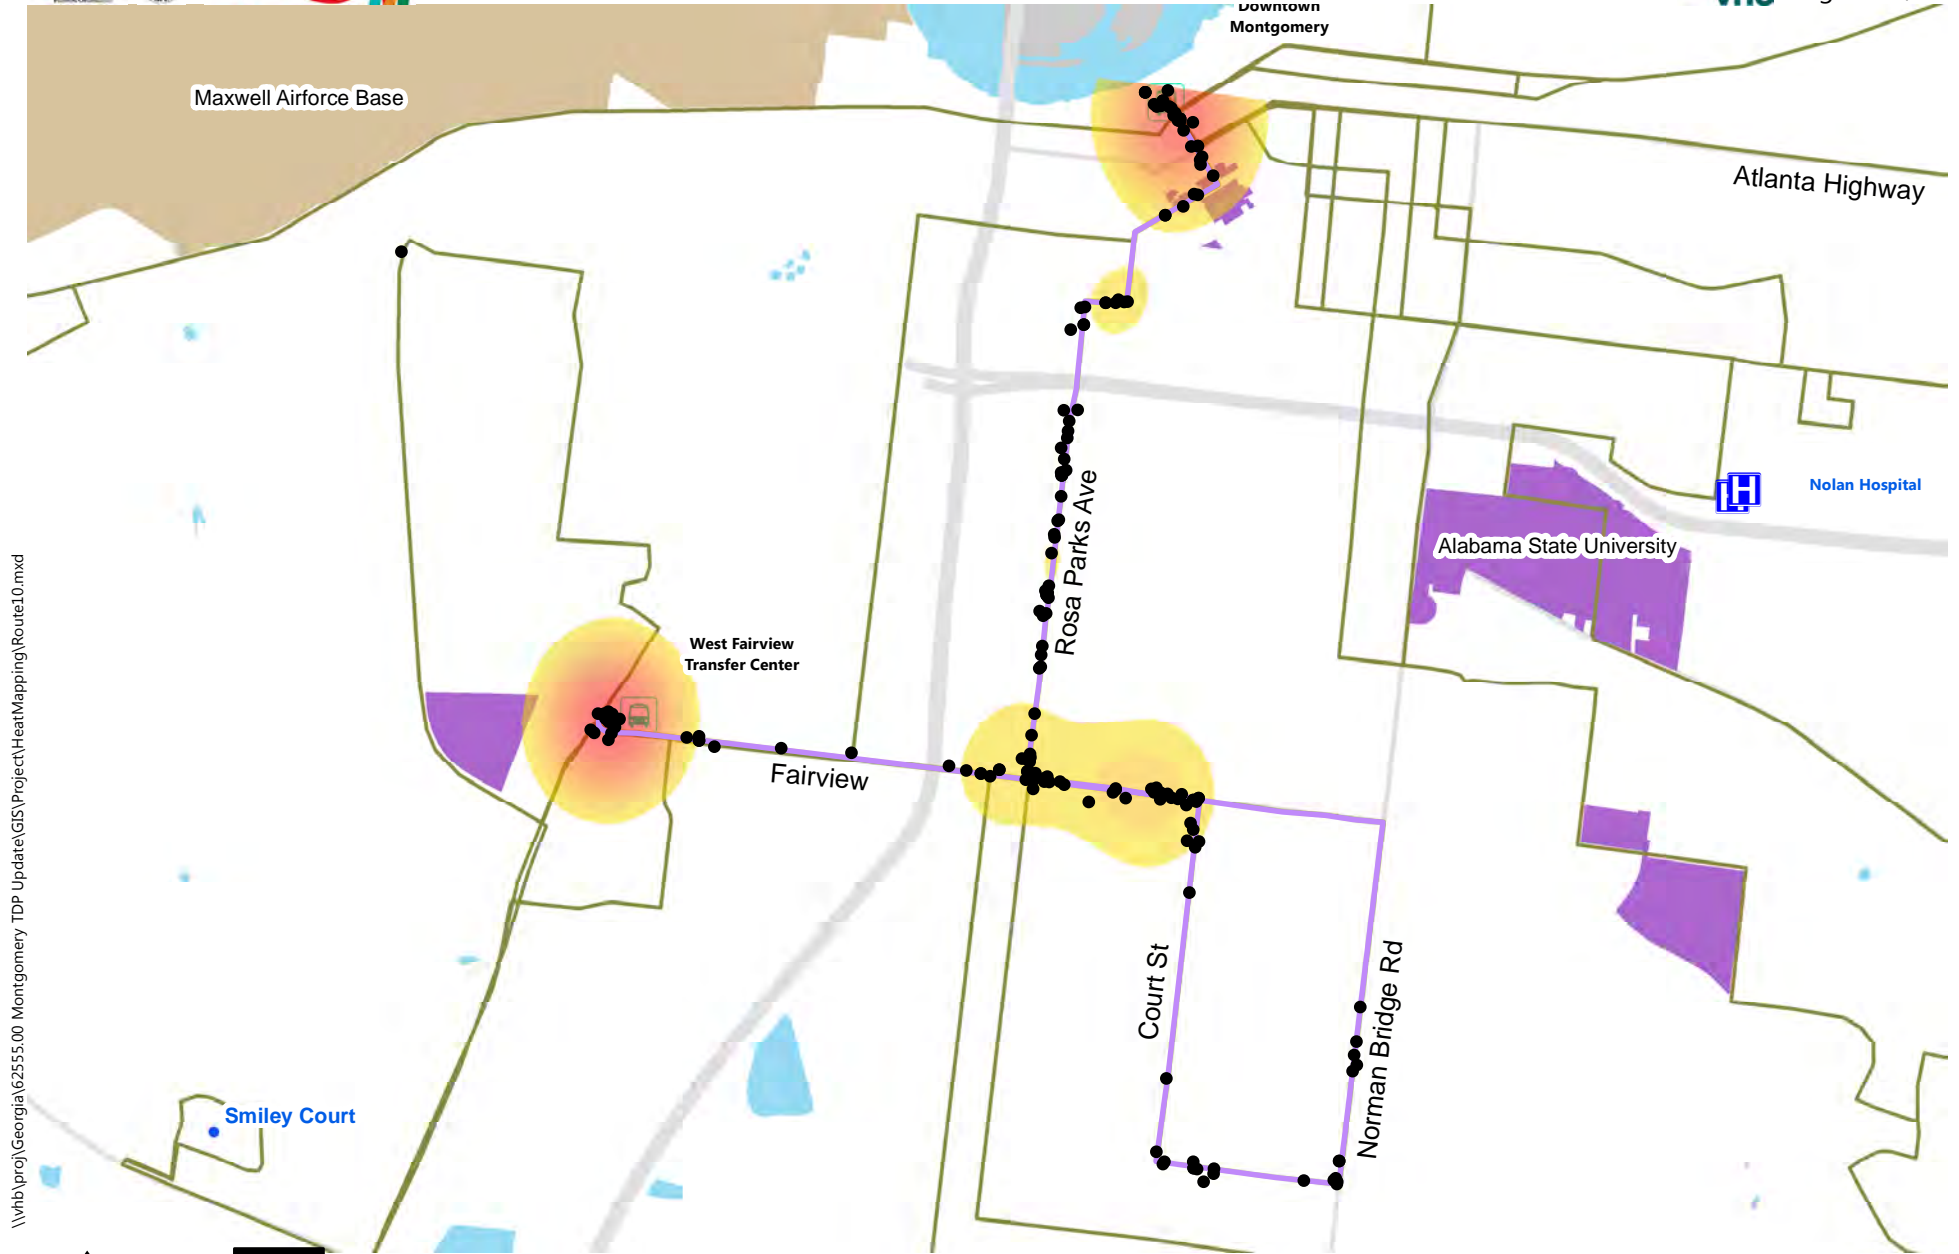 Downtown
Montgomery
Maxwell Airforce Base
Atlanta Highway
Nolan Hospital
H
Alabama State University
Rosa Parks Ave
West Fairview
Transfer Center
Fairview
Court St
Norman Bridge Rd
Smiley Court
\\vhb\proj\Georgia\62555.00 Montgomery TDP Update\GIS\Project\HeatMapping\Route10.mxd